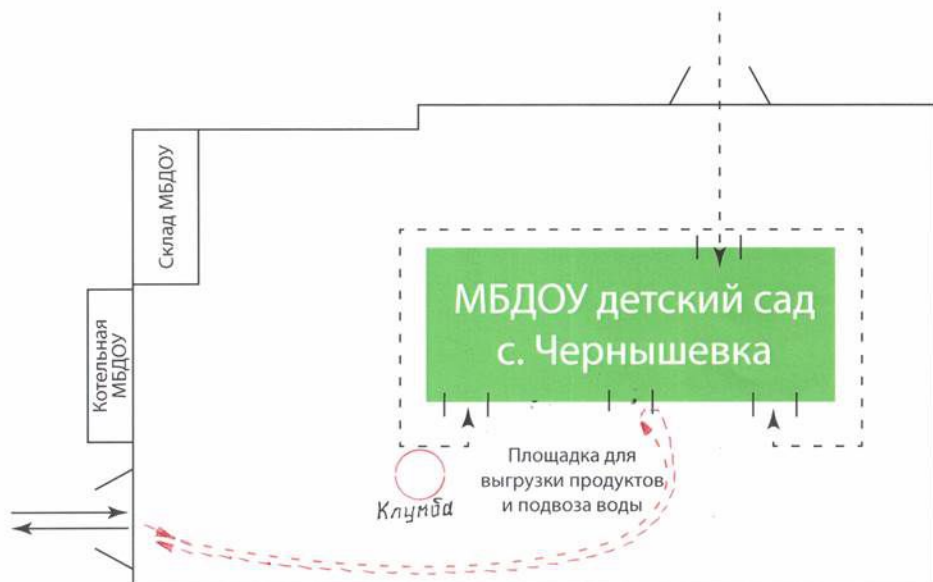 Склад МБДОУ
МБДОУ детский сад
с. Чернышевка
Котельная
МБДОУ
Площадка для
выгрузки продуктов
и подвоза воды
Клумба